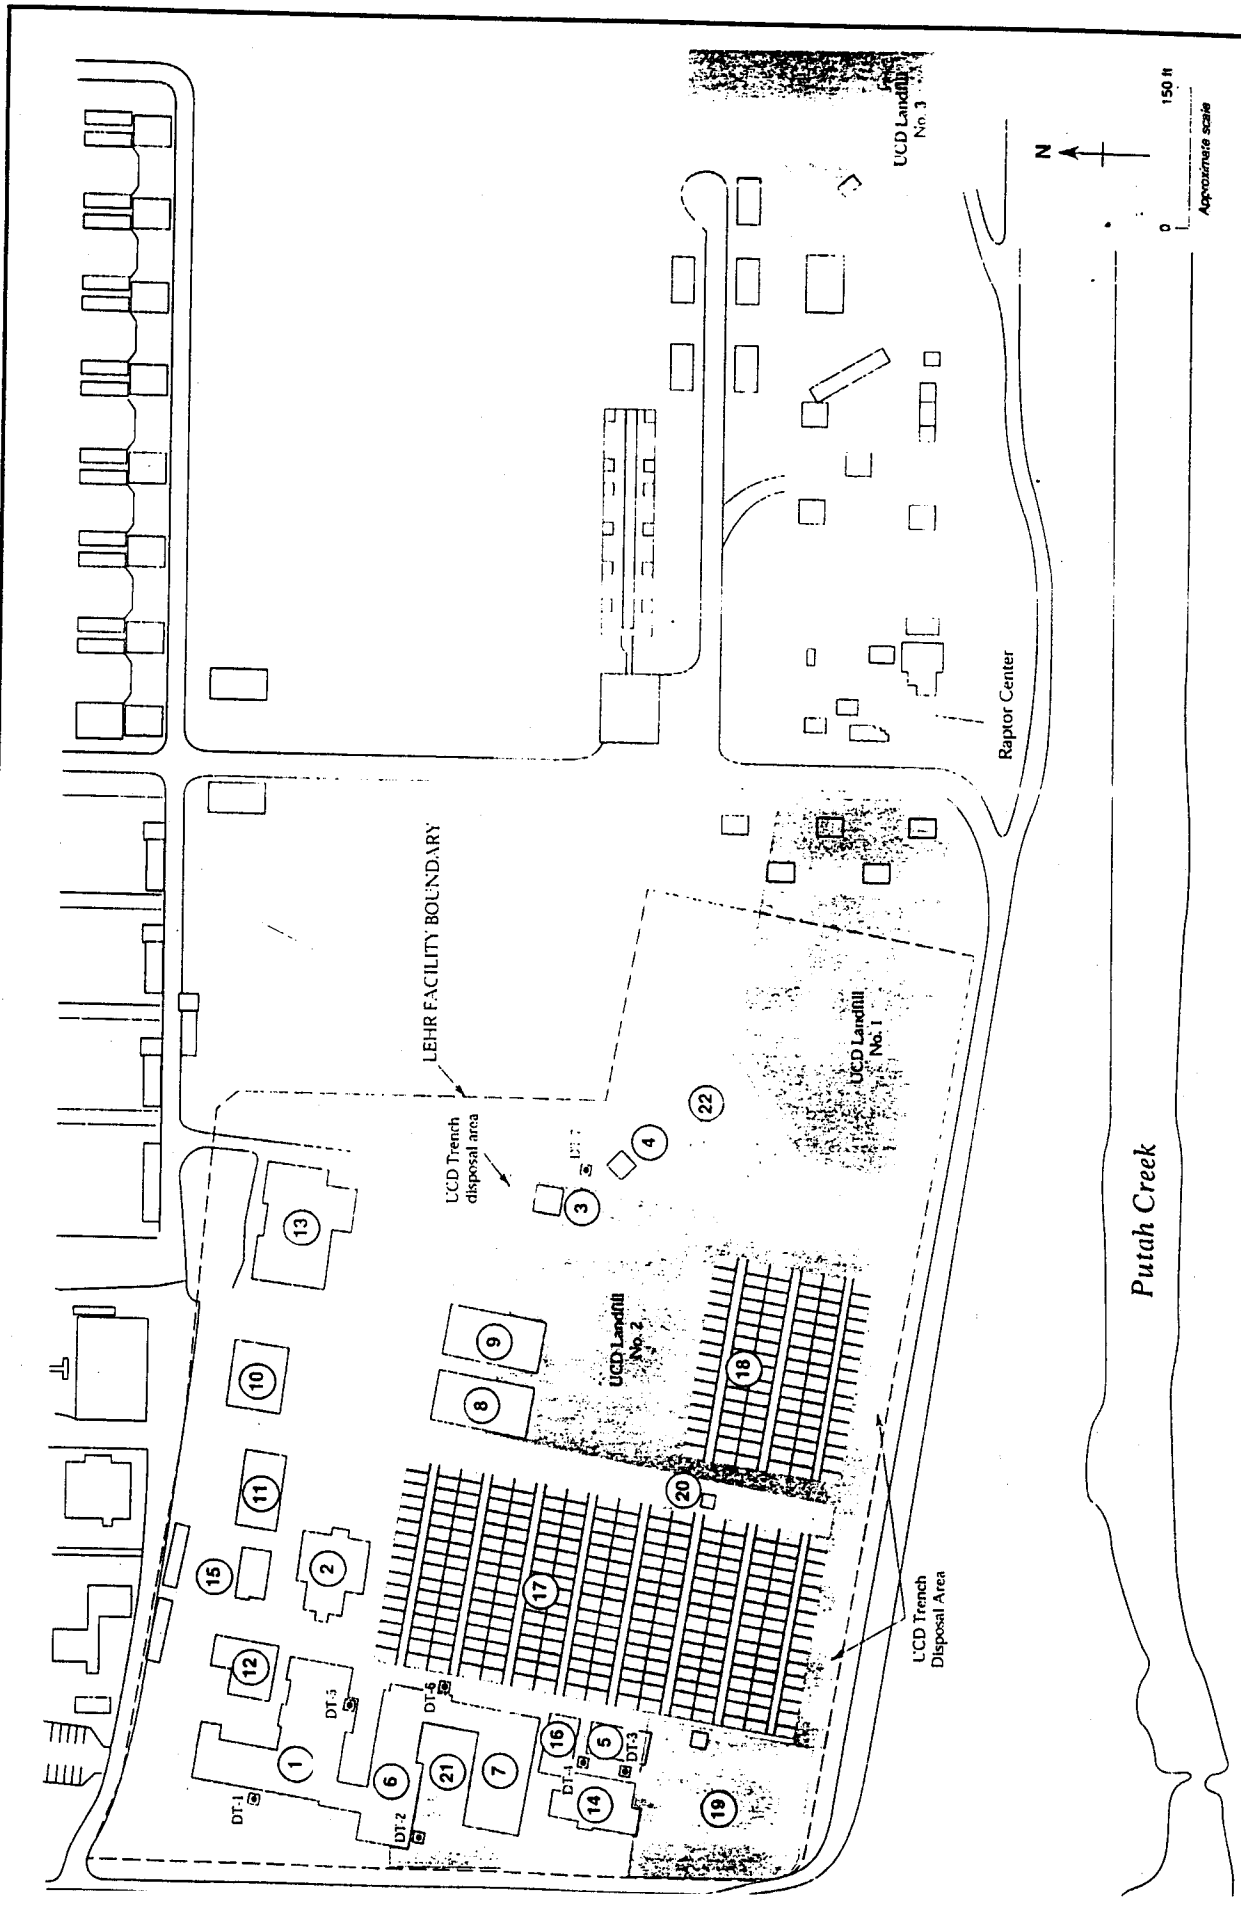 UCD Landfill
No. 3
N
0
150 ft
Approximate scale
Raptor Center
LEHR FACILITY BOUNDARY
UCD Trench
disposal area
UCD Landfill
No. 1
22
4
DT-7
3
13
UCD Landfill
No. 2
9
8
10
18
11
20
15
2
17
12
UCD Trench
Disposal Area
DT-5
DT-6
1
16
5
DT-3
DT-4
6
21
7
14
19
DT-1
DT-2
Putah Creek